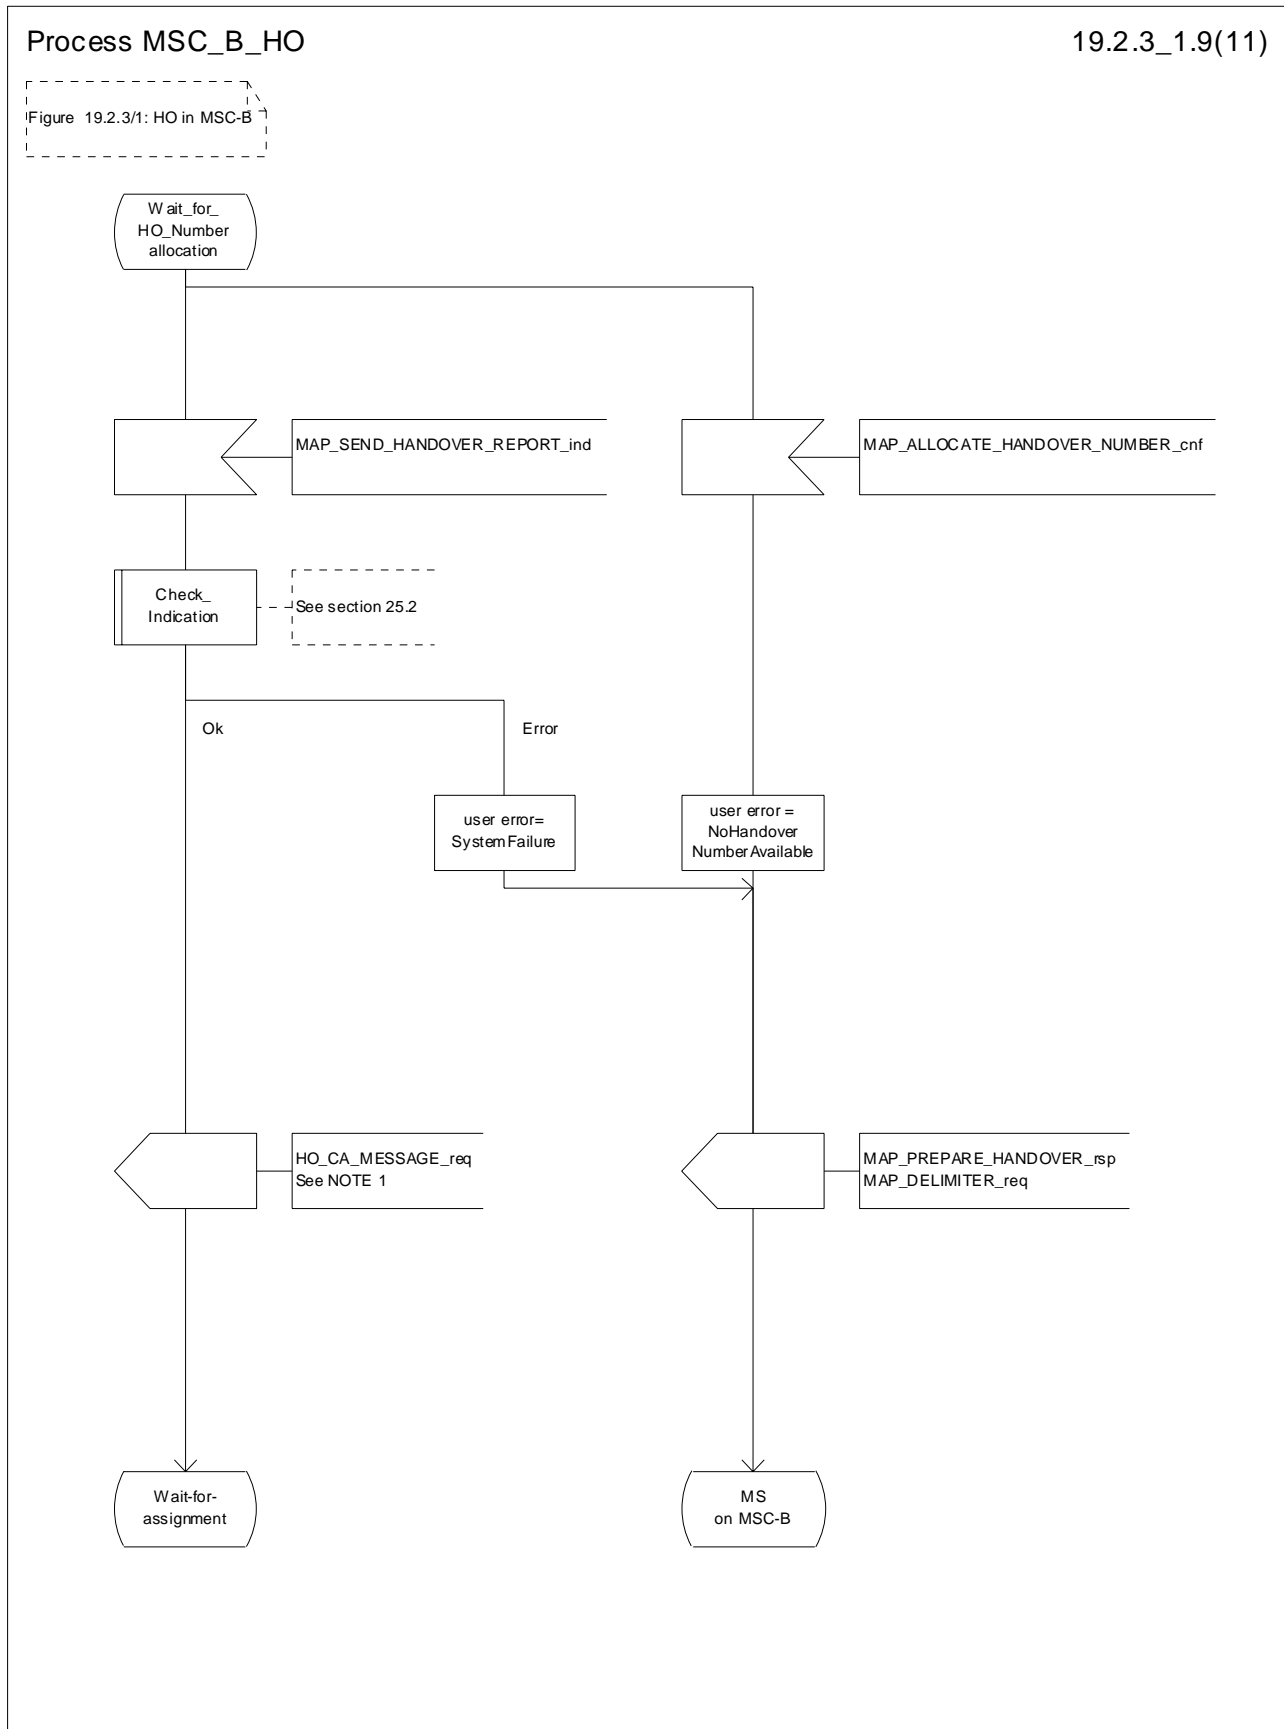 Process MSC_B_HO
19.2.3_1.9(11)
Figure 19.2.3/1: HO in MSC-B
Wait_for_
HO_Number
allocation
MAP_SEND_HANDOVER_REPORT_ind
MAP_ALLOCATE_HANDOVER_NUMBER_cnf
Check_
Indication
See section 25.2
Ok
Error
user error=
SystemFailure
user error =
NoHandover
NumberAvailable
HO_CA_MESSAGE_req
See NOTE 1
MAP_PREPARE_HANDOVER_rsp
MAP_DELIMITER_req
Wait-for-
assignment
MS
on MSC-B